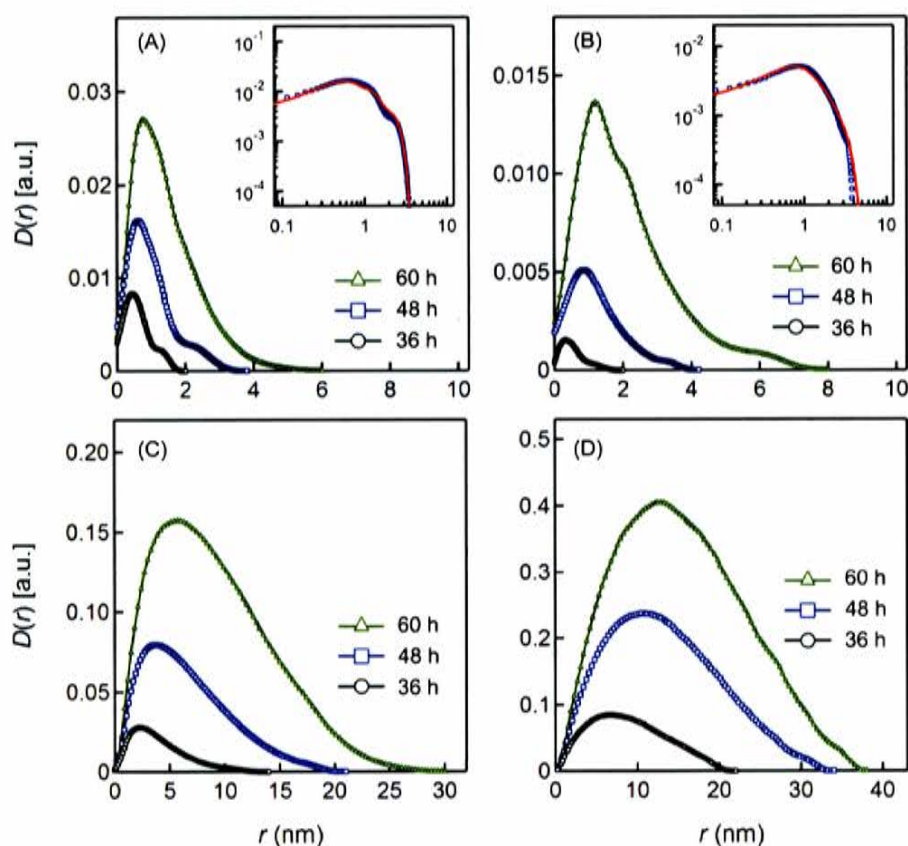 (A)
10⁻¹
10⁻²
10⁻³
10⁻⁴
0.1 1 10
0.03
0.02
0.01
0
D(r) [a.u.]
60 h
48 h
36 h
0 2 4 6 8 10
(B)
10⁻²
10⁻³
10⁻⁴
0.1 1 10
0.015
0.010
0.005
0
60 h
48 h
36 h
0 2 4 6 8 10
(C)
0.20
0.15
0.10
0.05
0
D(r) [a.u.]
60 h
48 h
36 h
0 5 10 15 20 25 30
r (nm)
(D)
0.5
0.4
0.3
0.2
0.1
0
60 h
48 h
36 h
0 10 20 30 40
r (nm)